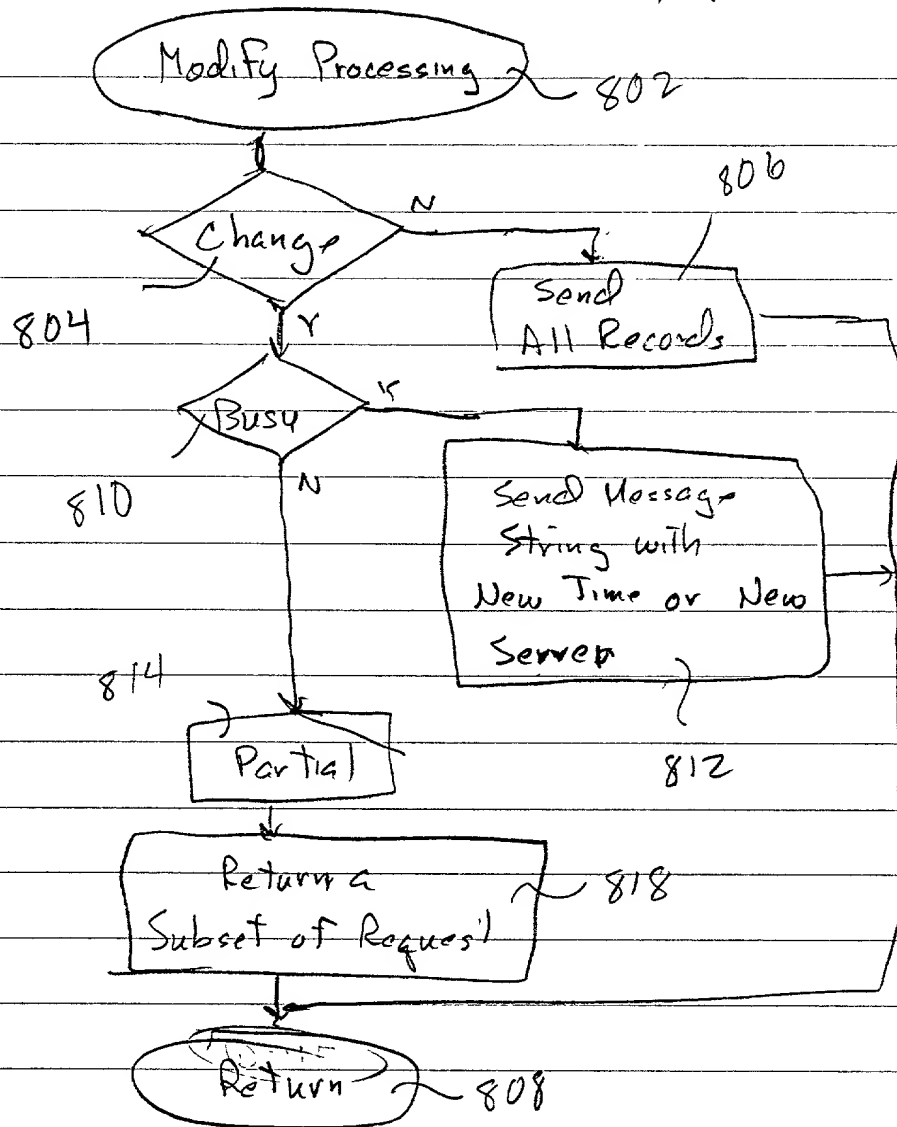 Modify Processing
802
806
Change
N
Send
All Records
804
Y
Busy
Y
810
N
Send Message
String with
New Time or New
Server
814
Partial
812
Return a
Subset of Request
818
Return
808